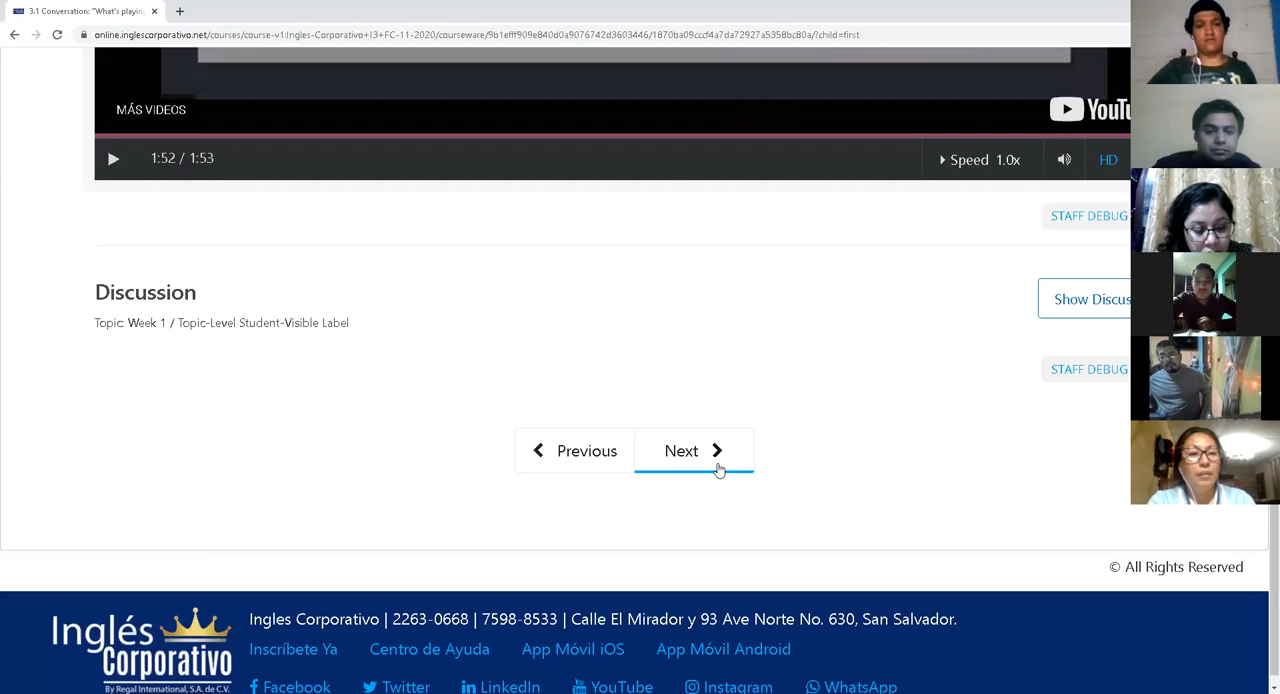 3.1 Conversation: "What's playin
online.inglescorporativo.net/courses/course-v1:Ingles-Corporativo+I3+FC-11-2020/courseware/9b1eff909e840d0a9076742d3603446/1870ba09cccf4a7da72927a5358bc80a/?child=first
MÁS VIDEOS
YouTu
1:52 / 1:53
Speed 1.0x
HD
STAFF DEBUG
Discussion
Show Discus
Topic: Week 1 / Topic-Level Student-Visible Label
STAFF DEBUG
Previous
Next
© All Rights Reserved
Inglés
Corporativo
By Regal International, S.A. de C.V.
Ingles Corporativo | 2263-0668 | 7598-8533 | Calle El Mirador y 93 Ave Norte No. 630, San Salvador.
Inscríbete Ya Centro de Ayuda App Móvil iOS App Móvil Android
Facebook Twitter LinkedIn YouTube Instagram WhatsApp